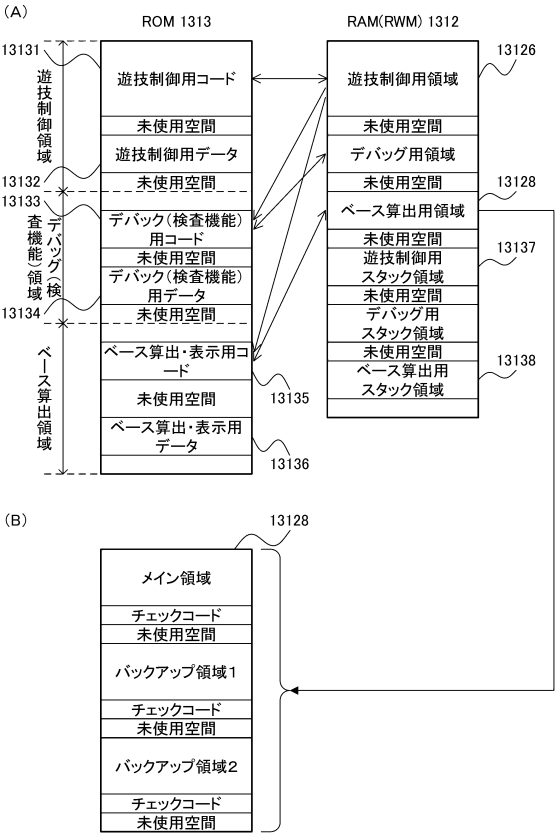 (A)
ROM 1313
RAM(RWM) 1312
13131
遊技制御領域
13132
13133
デバッグ(検
査機能)領域
13134
ベース算出領域
遊技制御用コード
未使用空間
遊技制御用データ
未使用空間
デバック(検査機能)
用コード
未使用空間
デバック(検査機能)
用データ
未使用空間
ベース算出・表示用コ
ード
未使用空間
ベース算出・表示用
データ
13135
13136
遊技制御用領域
未使用空間
デバッグ用領域
未使用空間
ベース算出用領域
未使用空間
遊技制御用
スタック領域
未使用空間
デバッグ用
スタック領域
未使用空間
ベース算出用
スタック領域
13126
13128
13137
13138
(B)
13128
メイン領域
チェックコード
未使用空間
バックアップ領域1
チェックコード
未使用空間
バックアップ領域2
チェックコード
未使用空間